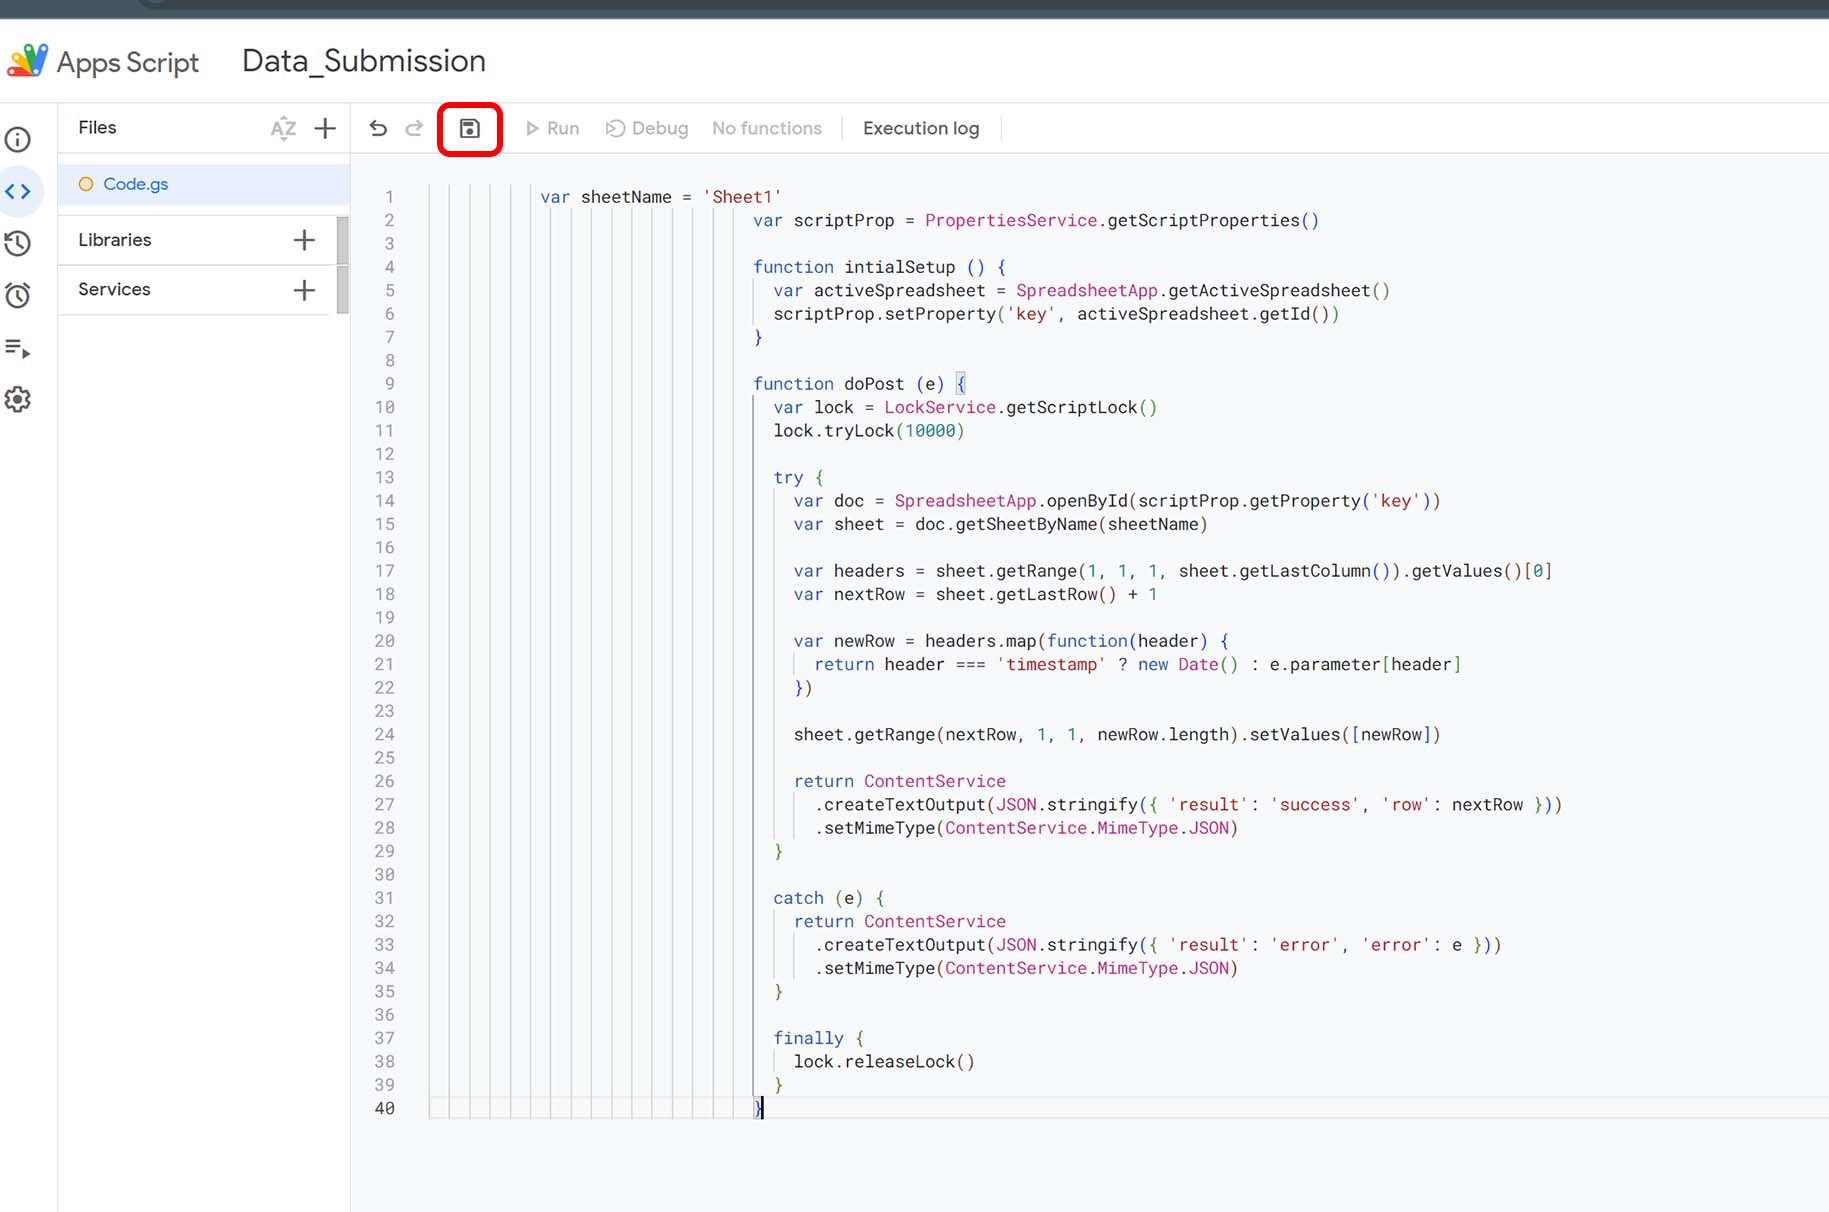 Apps Script Data_Submission
Files
Run Debug No functions Execution log
Code.gs
Libraries
Services
1 var sheetName = 'Sheet1'
2 var scriptProp = PropertiesService.getScriptProperties()
3
4 function intialSetup () {
5 var activeSpreadsheet = SpreadsheetApp.getActiveSpreadsheet()
6 scriptProp.setProperty('key', activeSpreadsheet.getId())
7 }
8
9 function doPost (e) {
10 var lock = LockService.getScriptLock()
11 lock.tryLock(10000)
12
13 try {
14 var doc = SpreadsheetApp.openById(scriptProp.getProperty('key'))
15 var sheet = doc.getSheetByName(sheetName)
16
17 var headers = sheet.getRange(1, 1, 1, sheet.getLastColumn()).getValues()[0]
18 var nextRow = sheet.getLastRow() + 1
19
20 var newRow = headers.map(function(header) {
21 return header === 'timestamp' ? new Date() : e.parameter[header]
22 })
23
24 sheet.getRange(nextRow, 1, 1, newRow.length).setValues([newRow])
25
26 return ContentService
27 .createTextOutput(JSON.stringify({ 'result': 'success', 'row': nextRow }))
28 .setMimeType(ContentService.MimeType.JSON)
29 }
30
31 catch (e) {
32 return ContentService
33 .createTextOutput(JSON.stringify({ 'result': 'error', 'error': e }))
34 .setMimeType(ContentService.MimeType.JSON)
35 }
36
37 finally {
38 lock.releaseLock()
39 }
40 }